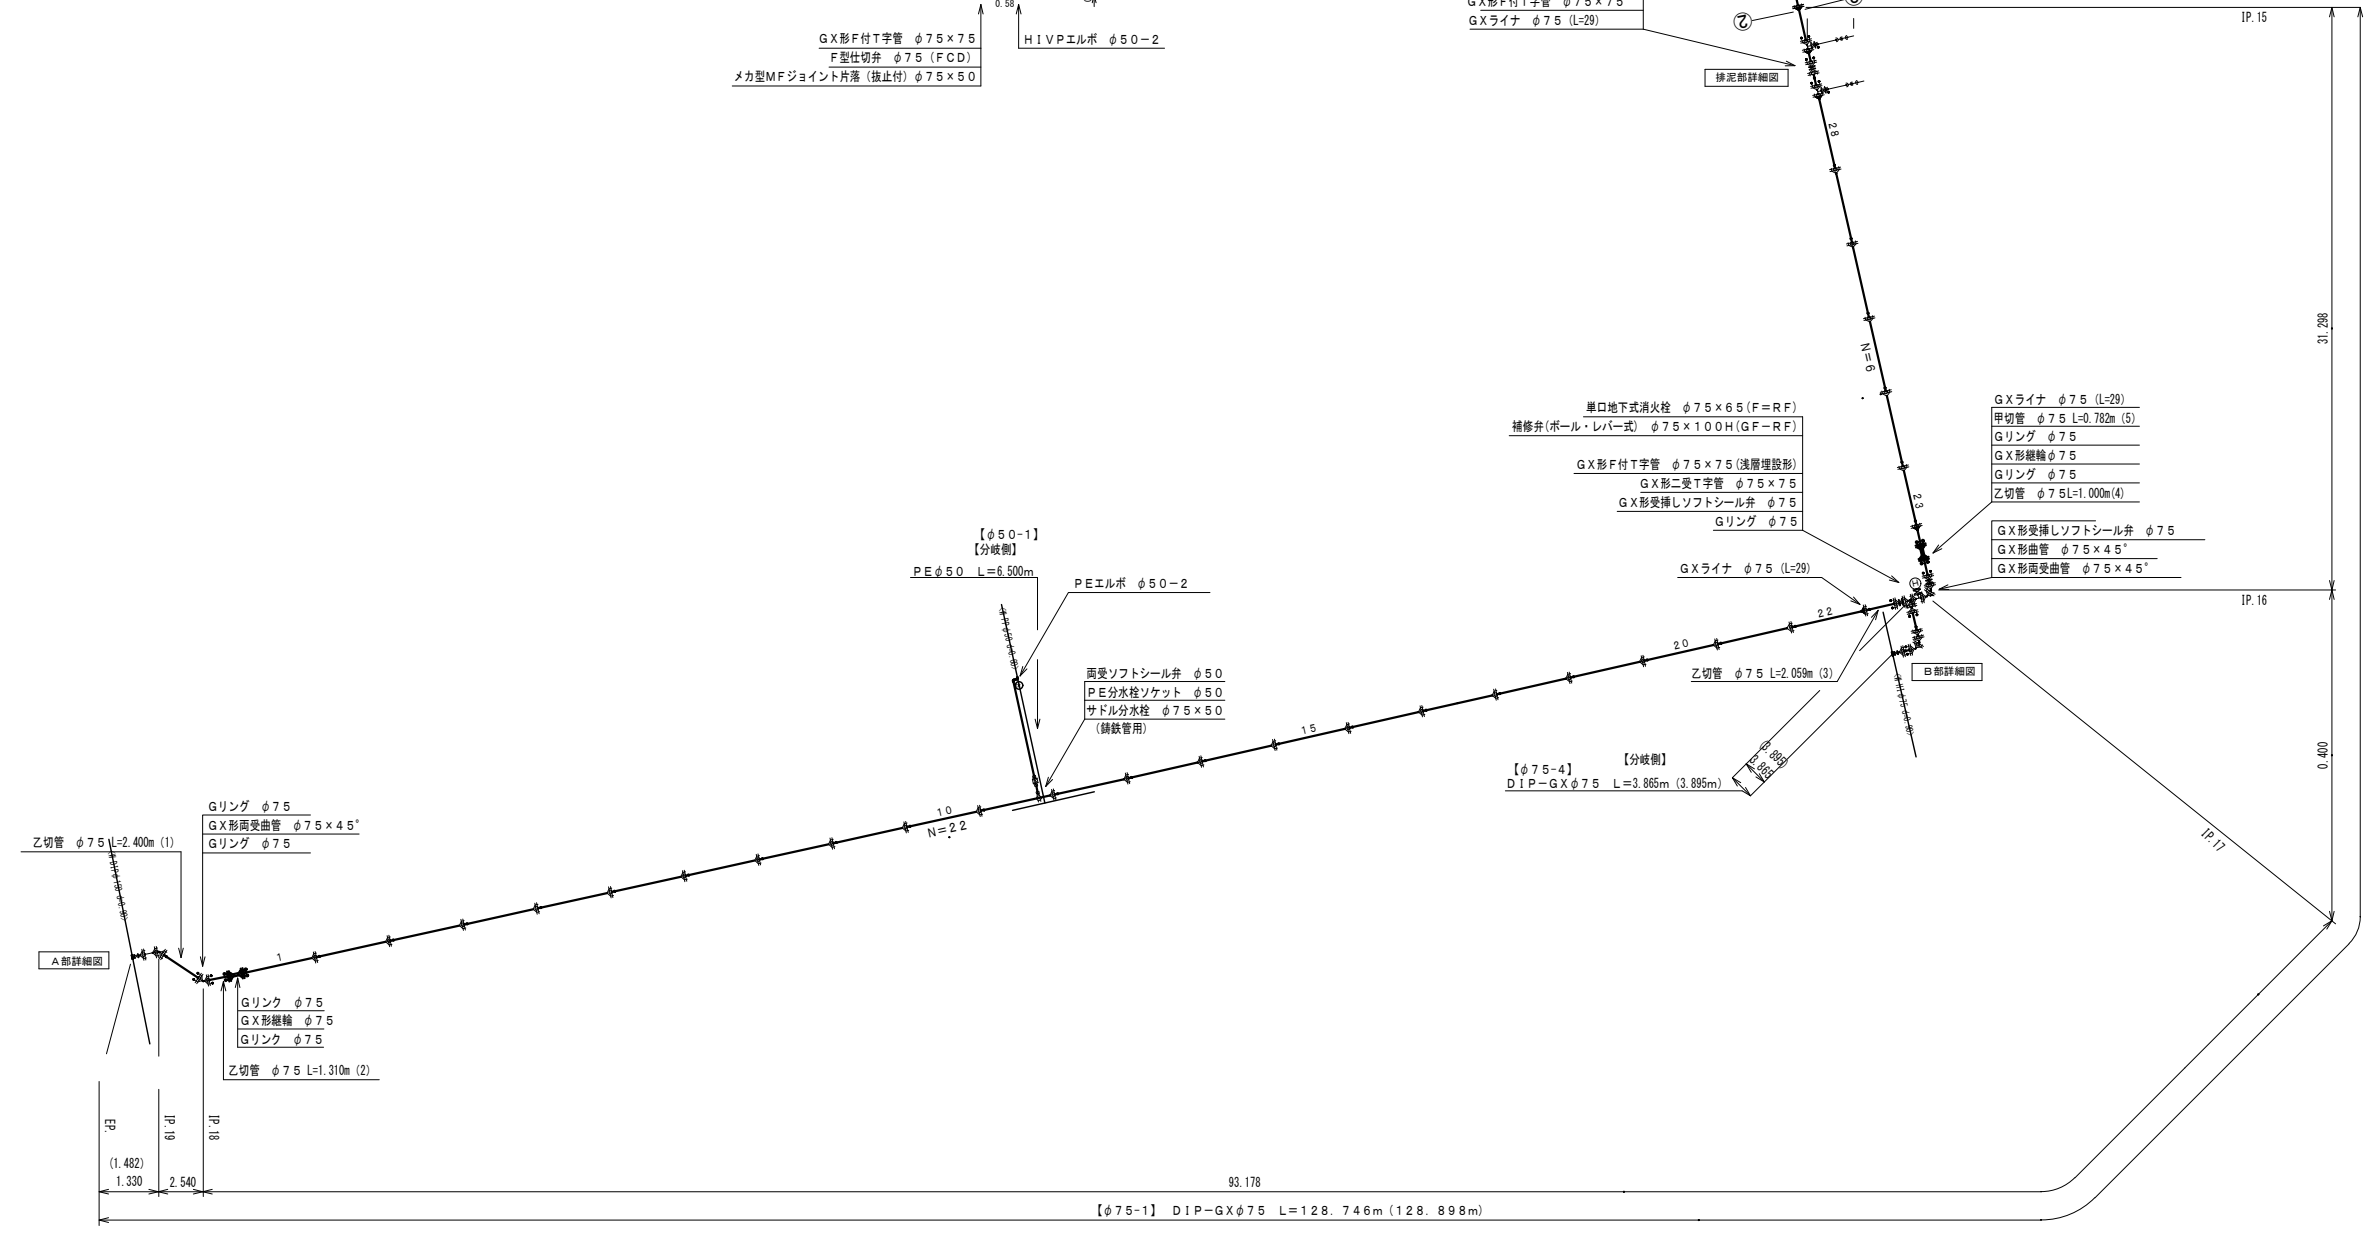 0.58
GX形F付T字管 φ75×75
F型仕切弁 φ75 (FCD)
メカ型MFジョイント片落 (抜止付) φ75×50
HIVPエルボ φ50-2
GX形F付T字管 φ75×75
GXライナ φ75 (L=29)
②
排泥部詳細図
IP.15
28
N=6
23
31.298
単口地下式消火栓 φ75×65(F=RF)
補修弁(ボール・レバー式) φ75×100H(GF-RF)
GX形F付T字管 φ75×75(浅層埋設形)
GX形二受T字管 φ75×75
GX形受挿しソフトシール弁 φ75
Gリング φ75
GXライナ φ75 (L=29)
甲切管 φ75 L=0.782m (5)
Gリング φ75
GX形継輪φ75
Gリング φ75
乙切管 φ75L=1.000m(4)
GX形受挿しソフトシール弁 φ75
GX形曲管 φ75×45°
GX形両受曲管 φ75×45°
H
IP.16
【φ50-1】
【分岐側】
PEφ50 L=6.500m
PEエルボ φ50-2
両受ソフトシール弁 φ50
PE分水栓ソケット φ50
サドル分水栓 φ75×50
(鋳鉄管用)
GXライナ φ75 (L=29)
22
20
15
10
N=22
1
乙切管 φ75 L=2.059m (3)
B部詳細図
【分岐側】
【φ75-4】
DIP-GXφ75 L=3.865m (3.895m)
(3.895)
3.865
0.400
IP.17
Gリング φ75
GX形両受曲管 φ75×45°
Gリング φ75
乙切管 φ75 L=2.400m (1)
A部詳細図
Gリンク φ75
GX形継輪 φ75
Gリンク φ75
乙切管 φ75 L=1.310m (2)
EP.
IP.19
IP.18
(1.482)
1.330
2.540
93.178
【φ75-1】 DIP-GXφ75 L=128. 746m (128. 898m)